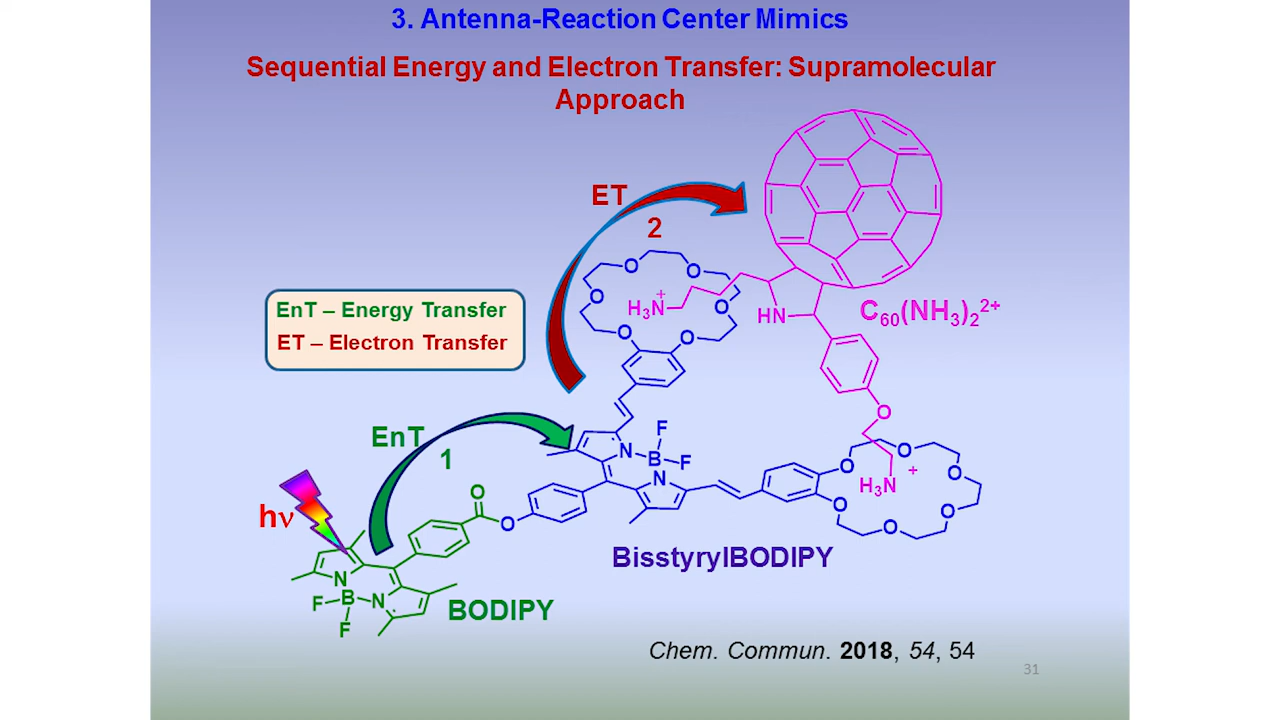 3. Antenna-Reaction Center Mimics
Sequential Energy and Electron Transfer: Supramolecular
Approach
ET
2
EnT – Energy Transfer
ET – Electron Transfer
EnT
1
hν
O
O
O
O
O
O
H₃N
+
HN
C₆₀(NH₃)₂²⁺
O
F
N
B
F
N
O
O
O
O
O
O
O
H₃N
+
O
O
BisstyrylBODIPY
N
F
B
N
F
BODIPY
Chem. Commun. 2018, 54, 54
31